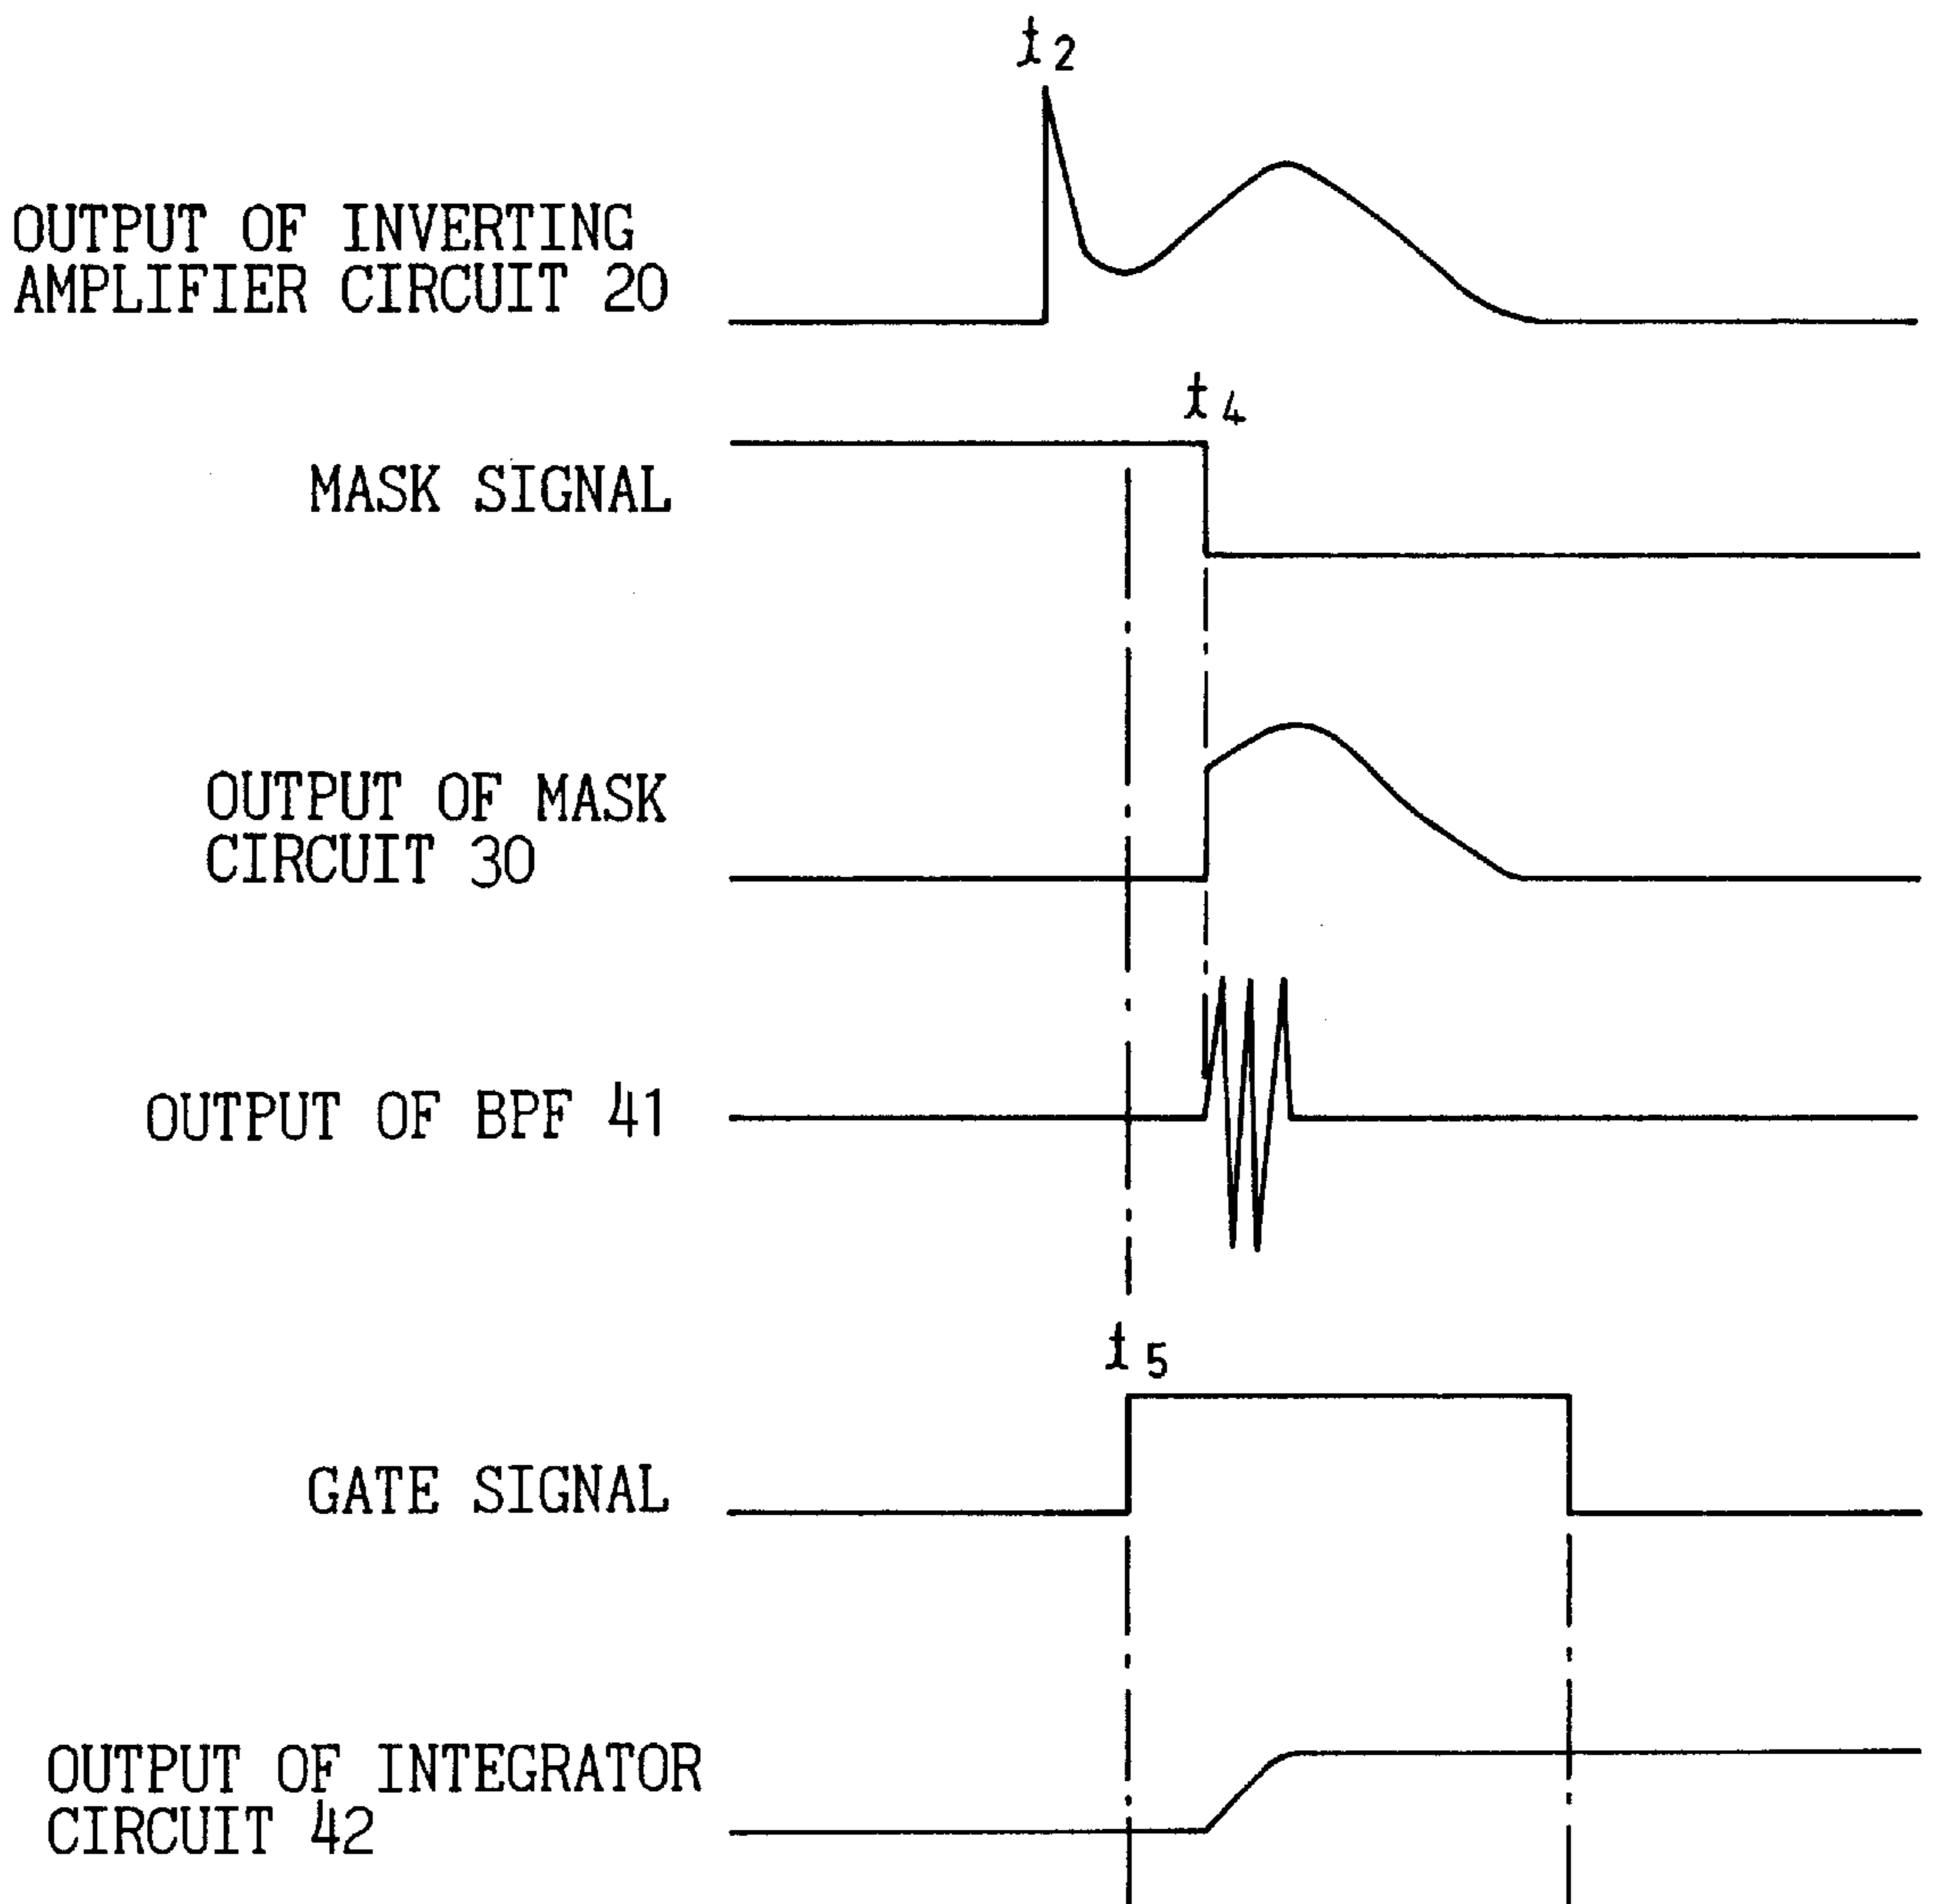 t2
OUTPUT OF INVERTING
AMPLIFIER CIRCUIT 20
t4
MASK SIGNAL
OUTPUT OF MASK
CIRCUIT 30
OUTPUT OF BPF 41
t5
GATE SIGNAL
OUTPUT OF INTEGRATOR
CIRCUIT 42